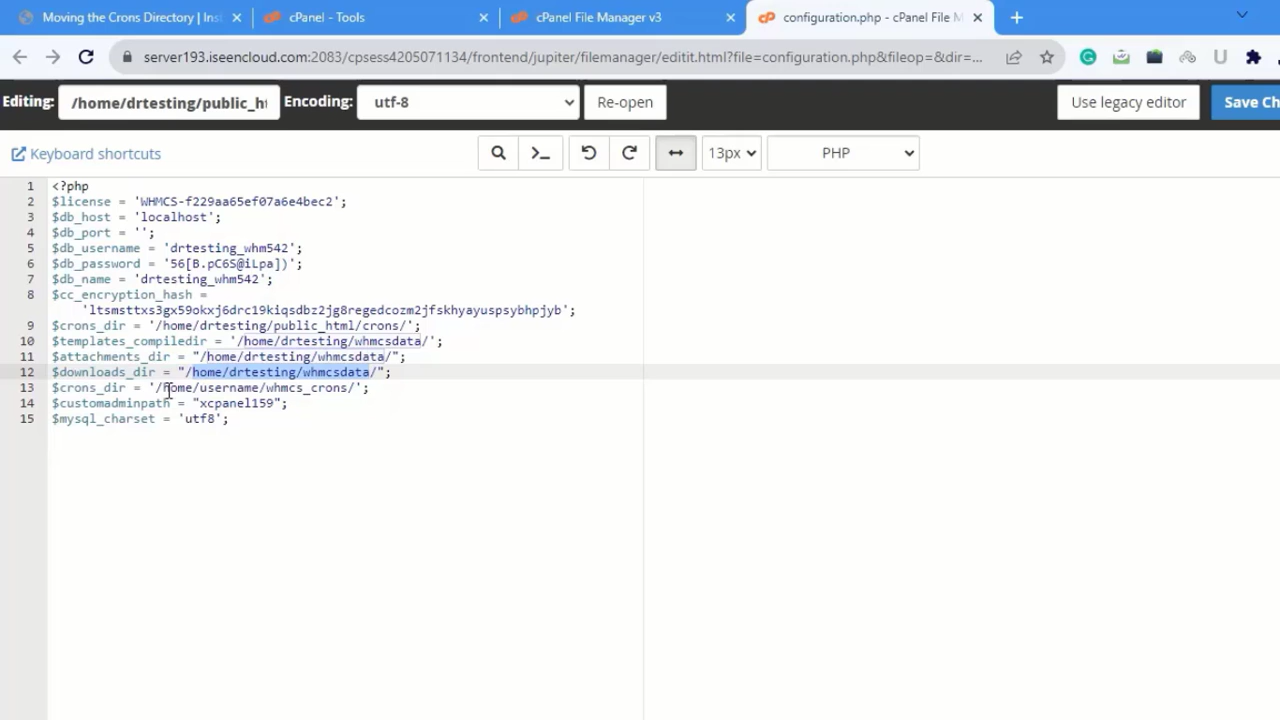 Moving the Crons Directory | Ins
cPanel - Tools
cPanel File Manager v3
configuration.php - cPanel File M
server193.iseencloud.com:2083/cpsess4205071134/frontend/jupiter/filemanager/editit.html?file=configuration.php&fileop=&dir=...
Editing: /home/drtesting/public_ht Encoding: utf-8 Re-open Use legacy editor Save Ch
Keyboard shortcuts 13px PHP
1 <?php
2 $license = 'WHMCS-f229aa65ef07a6e4bec2';
3 $db_host = 'localhost';
4 $db_port = '';
5 $db_username = 'drtesting_whm542';
6 $db_password = '56[B.pC6S@iLpa])';
7 $db_name = 'drtesting_whm542';
8 $cc_encryption_hash =
'ltsmsttxs3gx59okxj6drc19kiqsdbz2jg8regedcozm2jfskhyayuspsybhpjyb';
9 $crons_dir = '/home/drtesting/public_html/crons/';
10 $templates_compiledir = '/home/drtesting/whmcsdata/';
11 $attachments_dir = "/home/drtesting/whmcsdata/";
12 $downloads_dir = "/home/drtesting/whmcsdata/";
13 $crons_dir = '/home/username/whmcs_crons/';
14 $customadminpath = "xcpanel159";
15 $mysql_charset = 'utf8';